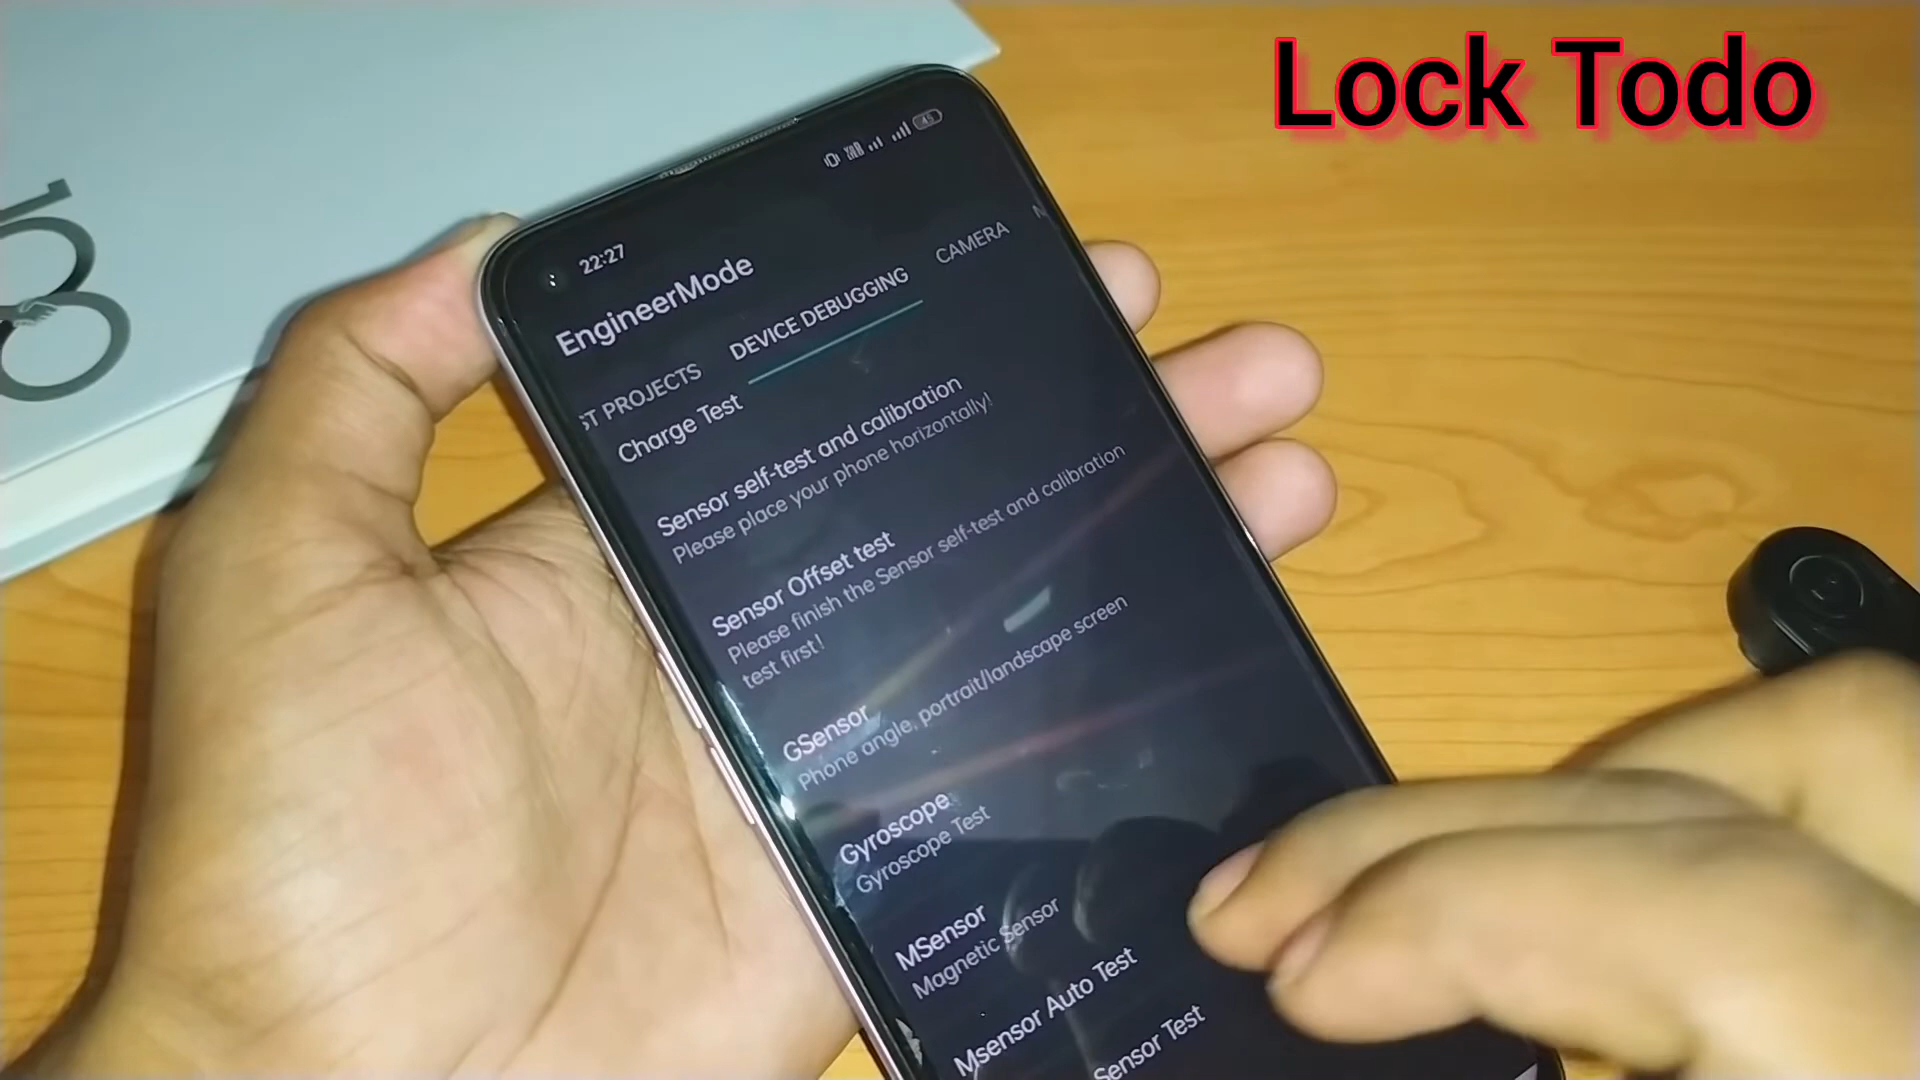 Lock Todo
45
22:27
EngineerMode
ST PROJECTS DEVICE DEBUGGING CAMERA N
Charge Test
Sensor self-test and calibration
Please place your phone horizontally!
Sensor Offset test
Please finish the Sensor self-test and calibration
test first!
GSensor
Phone angle, portrait/landscape screen
Gyroscope
Gyroscope Test
MSensor
Magnetic Sensor
Msensor Auto Test
Sensor Test